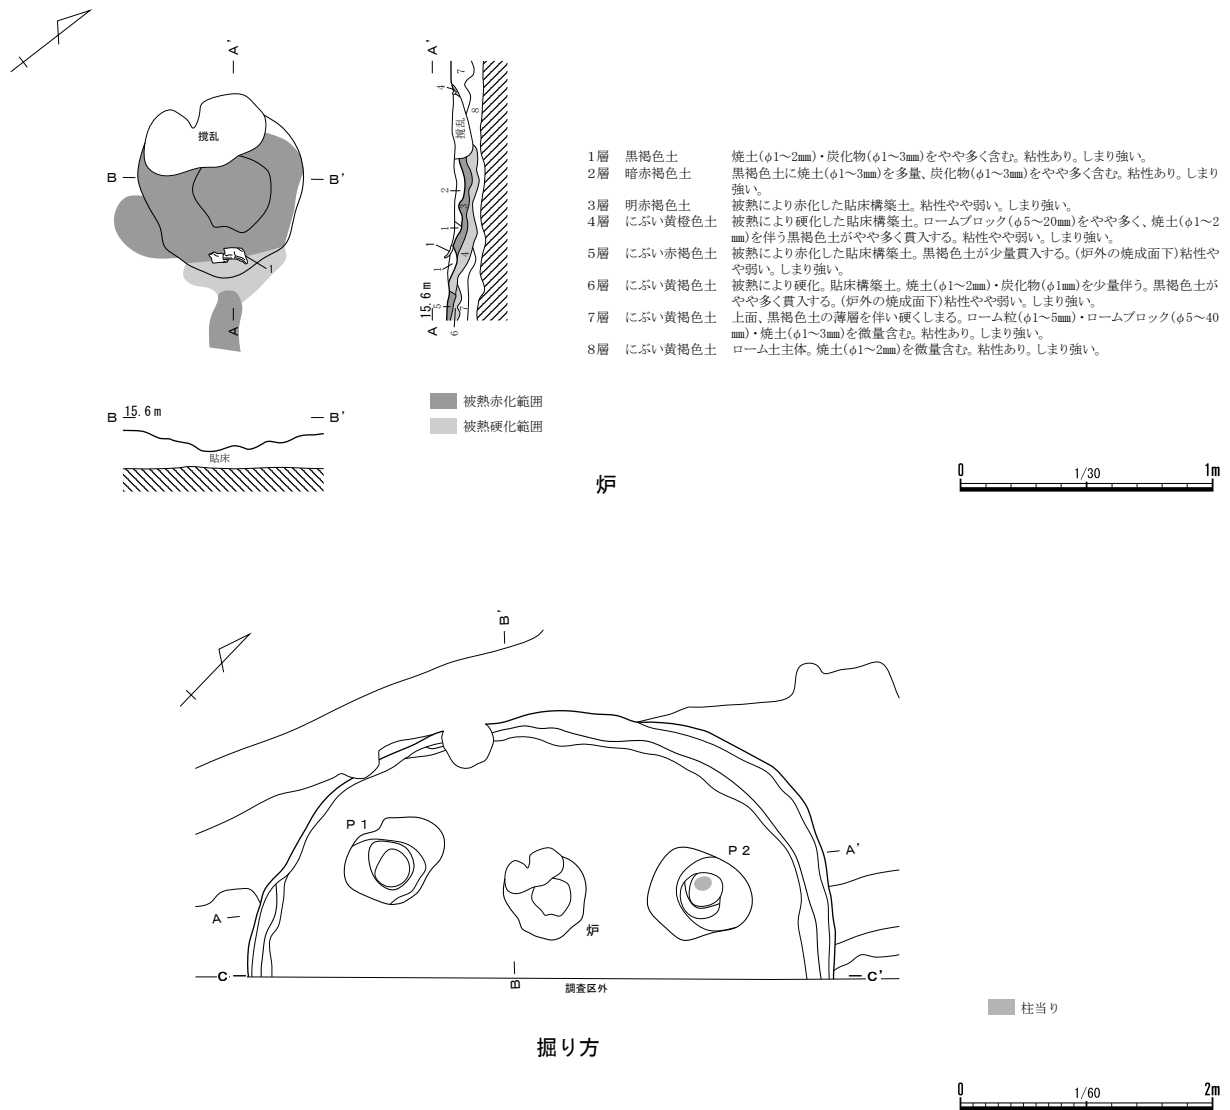 A'
A'
攪乱
B
B'
1
A
7
4
8
攪乱
2
3
1
1
4
1
5
7
6
15.6m
A
1層 黒褐色土 焼土(φ1～2㎜)・炭化物(φ1～3㎜)をやや多く含む。粘性あり。しまり強い。
2層 暗赤褐色土 黒褐色土に焼土(φ1～3㎜)を多量、炭化物(φ1～3㎜)をやや多く含む。粘性あり。しまり
強い。
3層 明赤褐色土 被熱により赤化した貼床構築土。粘性やや弱い。しまり強い。
4層 にぶい黄橙色土 被熱により硬化した貼床構築土。ロームブロック(φ5～20㎜)をやや多く、焼土(φ1～2
㎜)を伴う黒褐色土がやや多く貫入する。粘性やや弱い。しまり強い。
5層 にぶい赤褐色土 被熱により赤化した貼床構築土。黒褐色土が少量貫入する。(炉外の焼成面下)粘性や
や弱い。しまり強い。
6層 にぶい黄褐色土 被熱により硬化。貼床構築土。焼土(φ1～2㎜)・炭化物(φ1㎜)を少量伴う。黒褐色土が
やや多く貫入する。(炉外の焼成面下)粘性やや弱い。しまり強い。
7層 にぶい黄褐色土 上面、黒褐色土の薄層を伴い硬くしまる。ローム粒(φ1～5㎜)・ロームブロック(φ5～40
㎜)・焼土(φ1～3㎜)を微量含む。粘性あり。しまり強い。
8層 にぶい黄褐色土 ローム土主体。焼土(φ1～2㎜)を微量含む。粘性あり。しまり強い。
被熱赤化範囲
被熱硬化範囲
B 15.6m B'
貼床
炉
0 1/30 1m
B'
P1
P2
A'
炉
A
C
B
C'
調査区外
柱当り
掘り方
0 1/60 2m